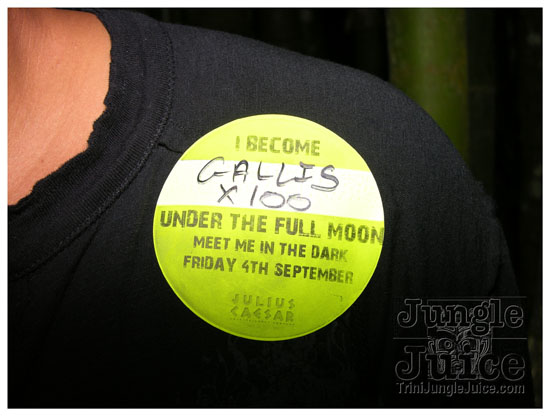 I BECOME
GALLIS
X 100
UNDER THE FULL MOON
MEET ME IN THE DARK
FRIDAY 4TH SEPTEMBER
JULIUS
CAESAR
Jungle
Juice
TriniJungleJuice.com